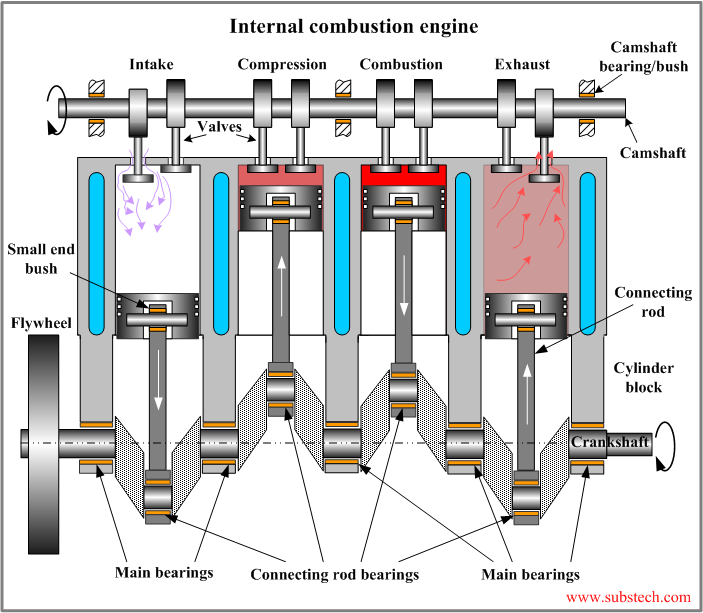 Internal combustion engine
Intake
Compression
Combustion
Exhaust
Camshaft
bearing/bush
Valves
Camshaft
Small end
bush
Connecting
rod
Flywheel
Cylinder
block
Crankshaft
Main bearings
Connecting rod bearings
Main bearings
www.substech.com